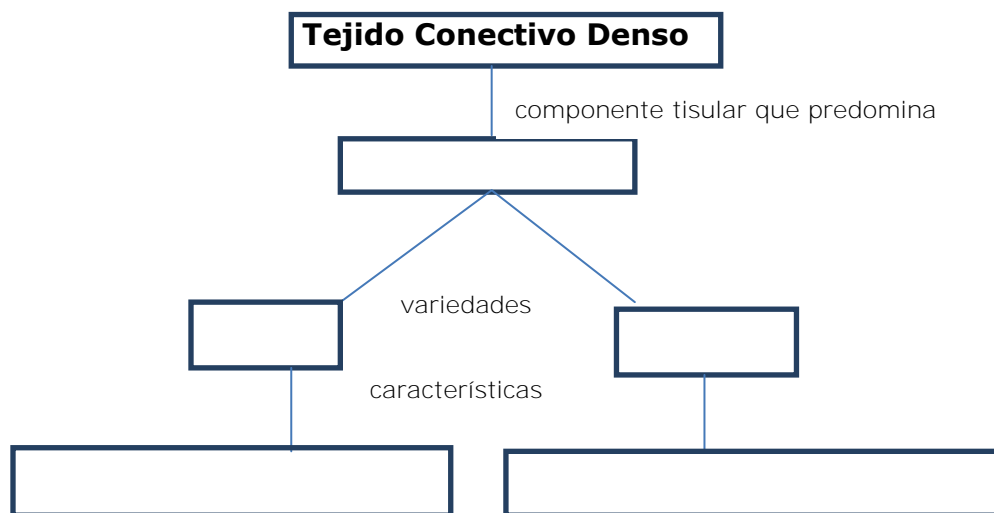 Tejido Conectivo Denso
componente tisular que predomina
variedades
características